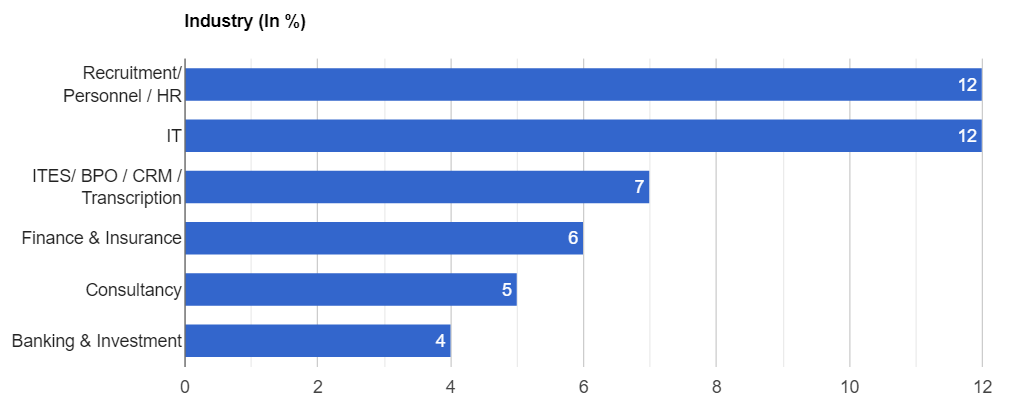 Industry (In %)
Recruitment/
Personnel / HR
12
IT
12
ITES/ BPO / CRM /
Transcription
7
Finance & Insurance
6
Consultancy
5
Banking & Investment
4
0 2 4 6 8 10 12